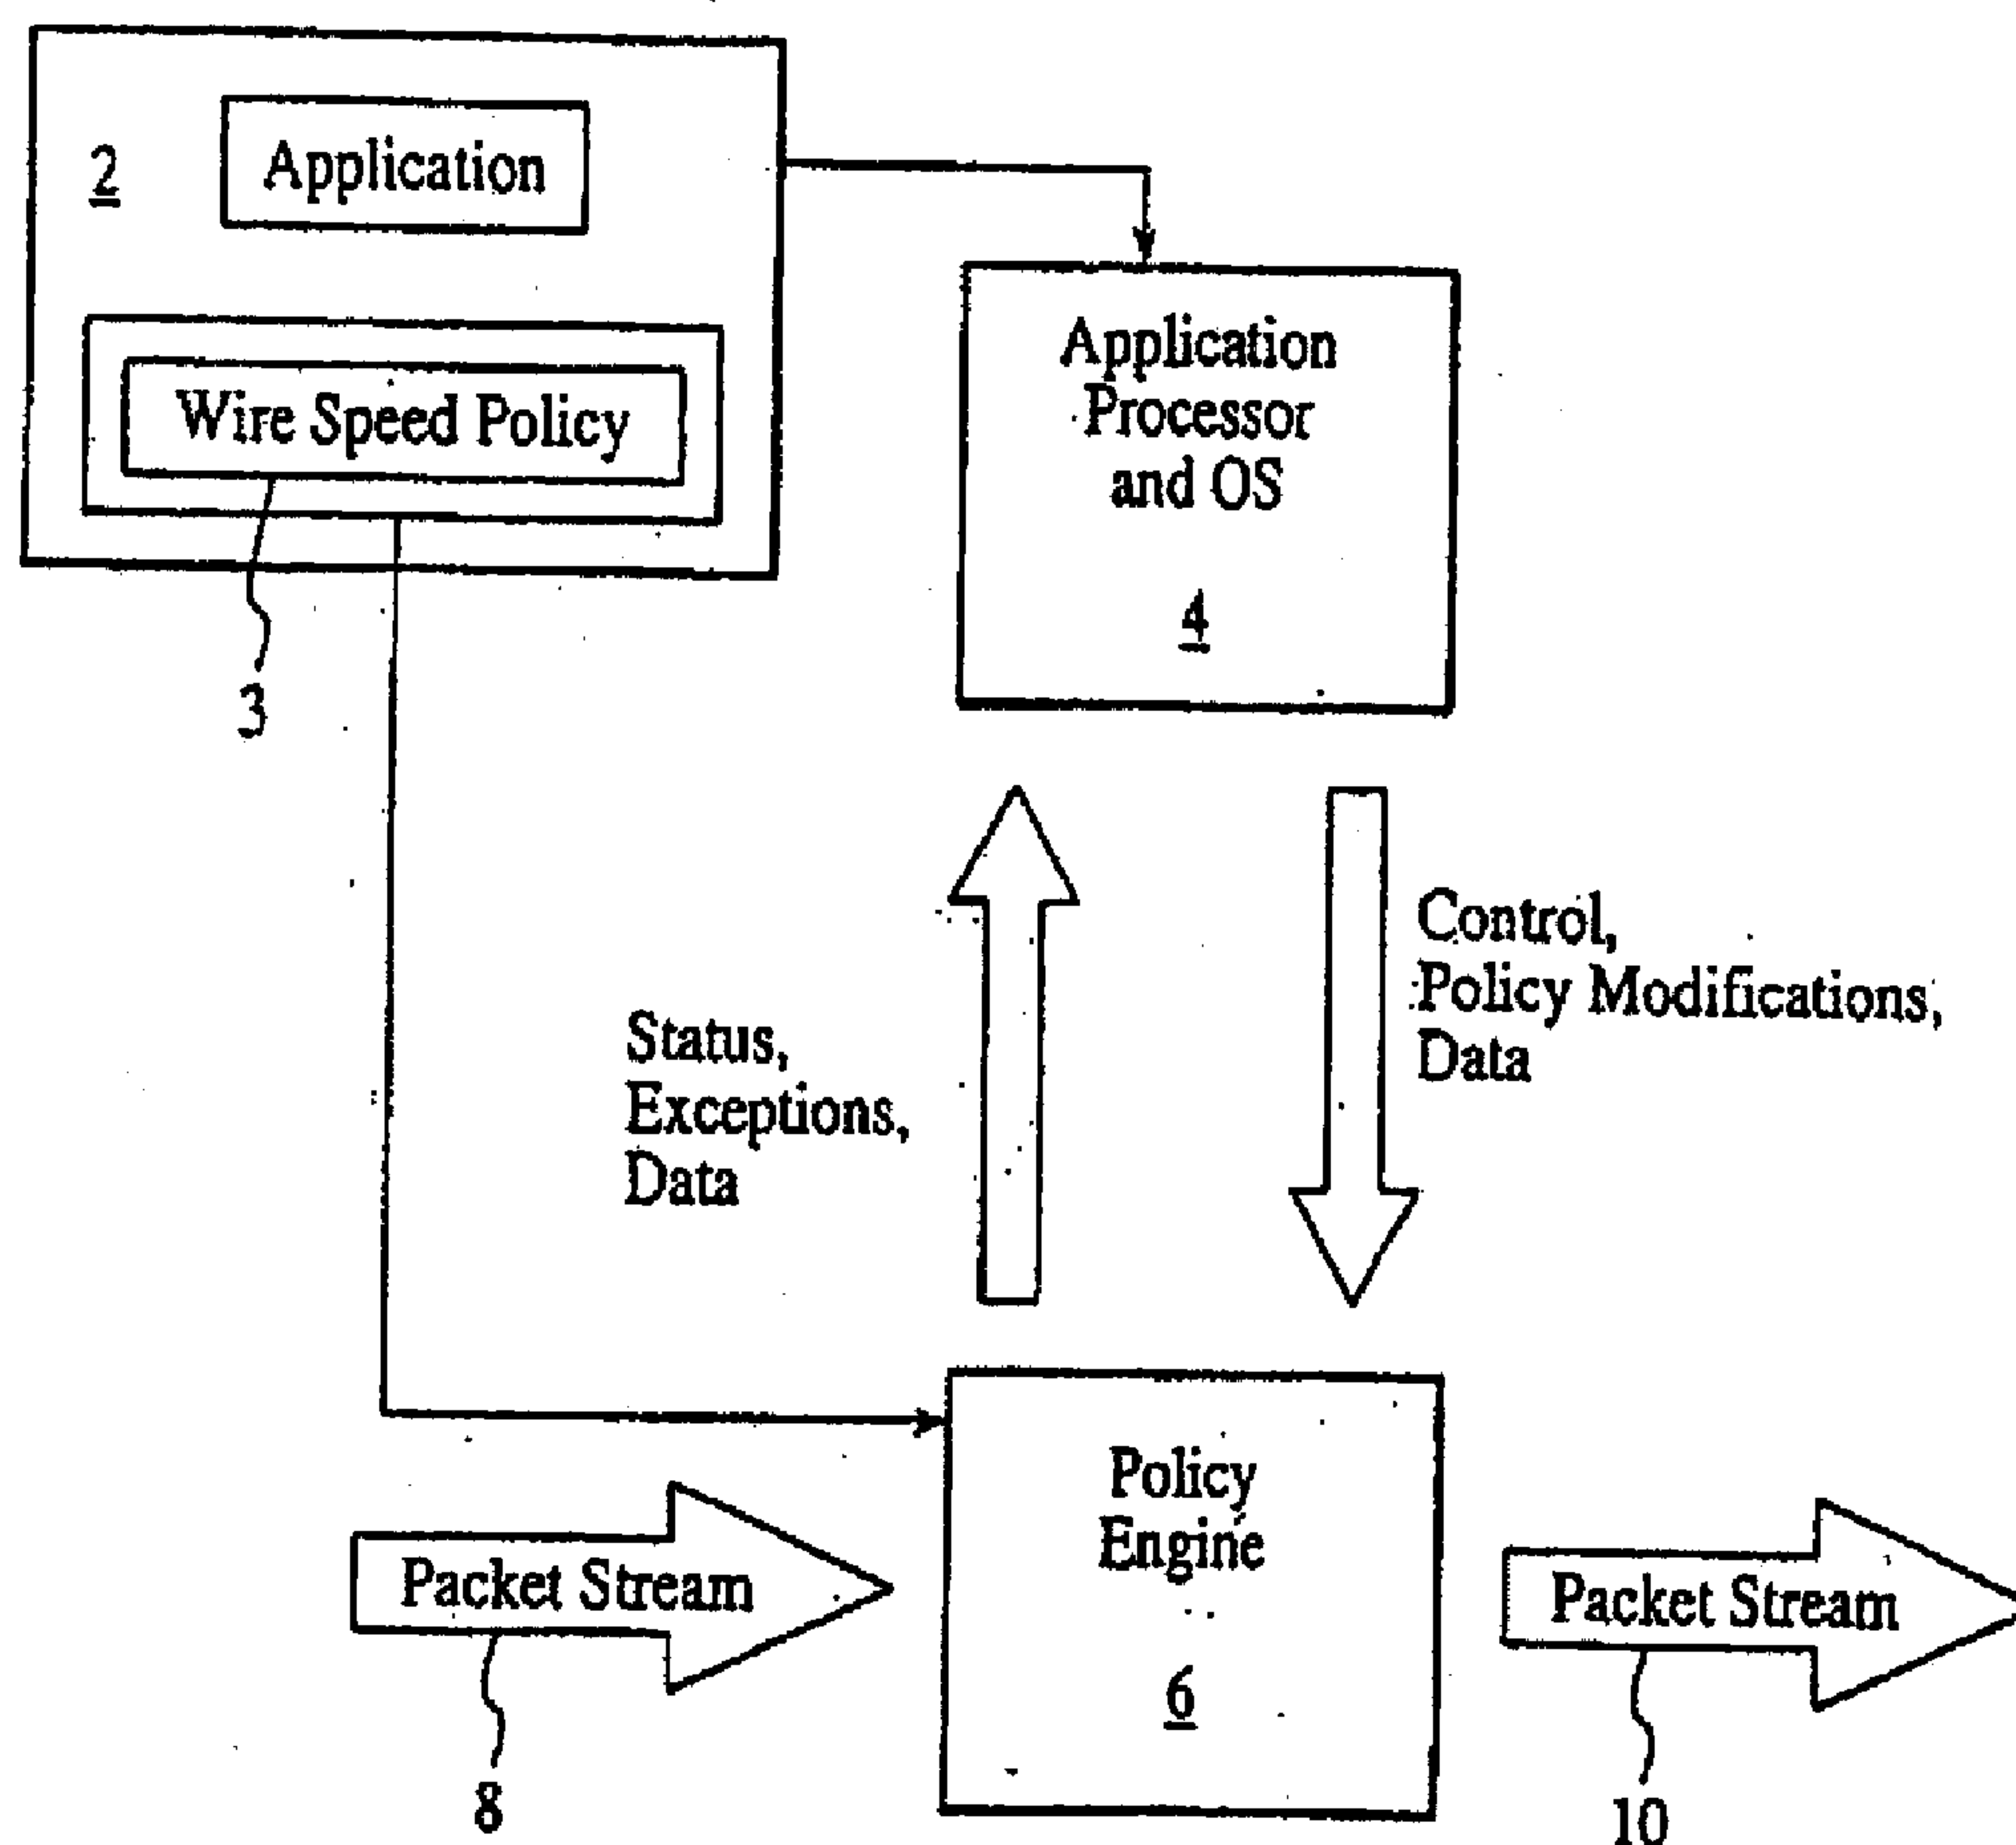 2
Application
Wire Speed Policy
3
Application
Processor
and OS
4
Status,
Exceptions,
Data
Control,
Policy Modifications,
Data
Policy
Engine
6
Packet Stream
8
Packet Stream
10